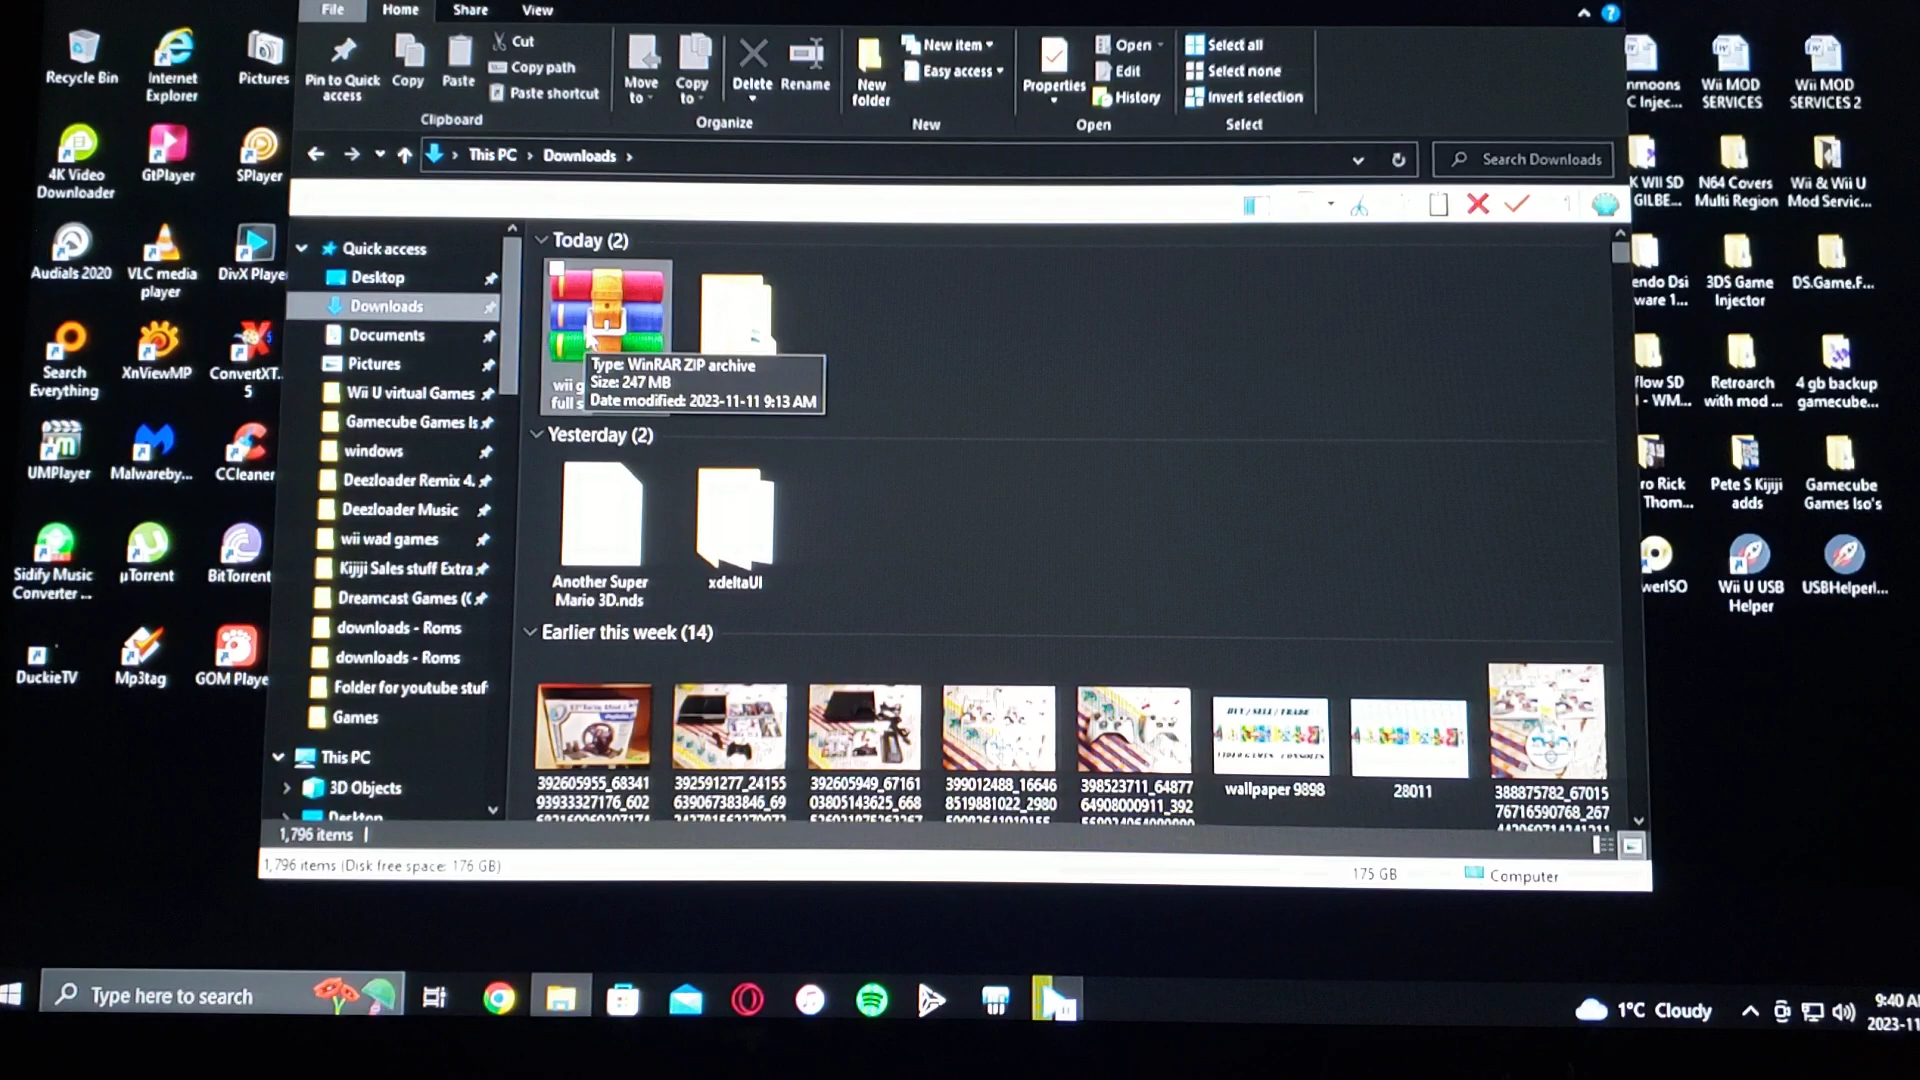 File
Home
Share
View
Pin to Quick
access
Copy
Paste
Cut
Copy path
Paste shortcut
Clipboard
Move
to
Copy
to
Delete
Rename
Organize
New
folder
New item
Easy access
New
Properties
Open
Edit
History
Open
Select all
Select none
Invert selection
Select
This PC
Downloads
Search Downloads
Quick access
Desktop
Downloads
Documents
Pictures
Wii U virtual Games
Gamecube Games Is
windows
Deezloader Remix 4.
Deezloader Music
wii wad games
Kijiji Sales stuff Extra
Dreamcast Games ((
downloads - Roms
downloads - Roms
Folder for youtube stuf
Games
This PC
3D Objects
Desktop
Today (2)
wii g
full s
Type: WinRAR ZIP archive
Size: 247 MB
Date modified: 2023-11-11 9:13 AM
Yesterday (2)
Another Super
Mario 3D.nds
xdeltaUI
Earlier this week (14)
392605955_68341
93933327176_602
392591277_24155
639067383846_69
392605949_67161
03805143625_668
399012488_16646
8519881022_2980
398523711_64877
64908000911_392
BUY / SELL / TRADE
VIDEO GAMES / CONSOLES
wallpaper 9898
28011
388875782_67015
76716590768_267
1,796 items
1,796 items (Disk free space: 176 GB)
175 GB
Computer
Recycle Bin
Internet
Explorer
Pictures
4K Video
Downloader
GtPlayer
SPlayer
Audials 2020
VLC media
player
DivX Playe
Search
Everything
XnViewMP
ConvertXT...
5
UMPlayer
Malwareby...
CCleaner
Sidify Music
Converter ...
µTorrent
BitTorrent
DuckieTV
Mp3tag
GOM Playe
nmoons
C Injec...
Wii MOD
SERVICES
Wii MOD
SERVICES 2
K WII SD
GILBE...
N64 Covers
Multi Region
Wii & Wii U
Mod Servic...
endo Dsi
ware 1...
3DS Game
Injector
DS.Game.F...
flow SD
- WM...
Retroarch
with mod ...
4 gb backup
gamecube...
ro Rick
Thom...
Pete S Kijiji
adds
Gamecube
Games Iso's
werISO
Wii U USB
Helper
USBHelperI...
Type here to search
1°C Cloudy
9:40 A
2023-11